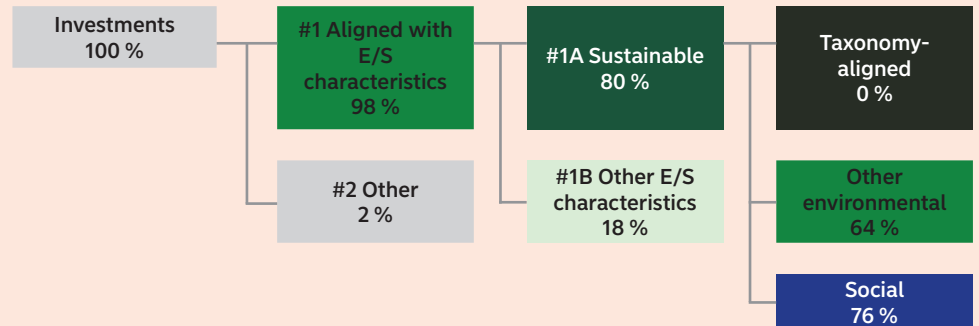 Investments
100 %
#1 Aligned with
E/S
characteristics
98 %
#1A Sustainable
80 %
Taxonomy-
aligned
0 %
#2 Other
2 %
#1B Other E/S
characteristics
18 %
Other
environmental
64 %
Social
76 %